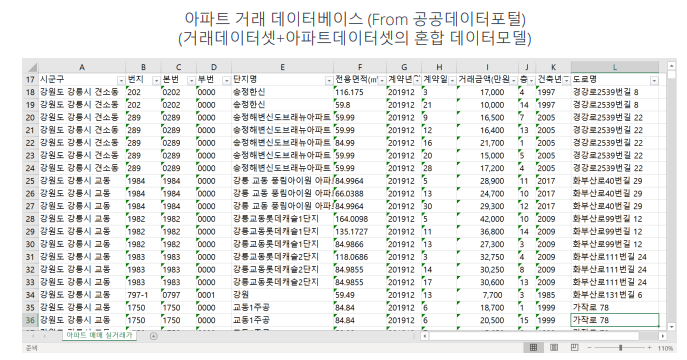 아파트 거래 데이터베이스 (From 공공데이터포털)
(거래데이터셋+아파트데이터셋의 혼합 데이터모델)
A B C D E F G H I J K L
17 시군구 번지 본번 부번 단지명 전용면적(㎡ 계약년 계약일 거래금액(만원 층 건축년 도로명
18 강원도 강릉시 견소동 202 0202 0000 송정한신 116.175 201912 3 17,000 4 1997 경강로2539번길 8
19 강원도 강릉시 견소동 202 0202 0000 송정한신 59.8 201912 21 10,000 14 1997 경강로2539번길 8
20 강원도 강릉시 견소동 289 0289 0000 송정해변신도브래뉴아파트 59.99 201912 9 16,500 7 2005 경강로2539번길 22
21 강원도 강릉시 견소동 289 0289 0000 송정해변신도브래뉴아파트 59.99 201912 12 16,400 13 2005 경강로2539번길 22
22 강원도 강릉시 견소동 289 0289 0000 송정해변신도브래뉴아파트 84.99 201912 16 21,700 1 2005 경강로2539번길 22
23 강원도 강릉시 견소동 289 0289 0000 송정해변신도브래뉴아파트 59.99 201912 20 15,000 5 2005 경강로2539번길 22
24 강원도 강릉시 견소동 289 0289 0000 송정해변신도브래뉴아파트 59.99 201912 28 17,200 4 2005 경강로2539번길 22
25 강원도 강릉시 교동 1984 1984 0000 강릉 교동 풍림아이원 아파 84.9964 201912 5 28,900 11 2017 화부산로40번길 29
26 강원도 강릉시 교동 1984 1984 0000 강릉 교동 풍림아이원 아파 66.0388 201912 13 24,700 10 2017 화부산로40번길 29
27 강원도 강릉시 교동 1984 1984 0000 강릉 교동 풍림아이원 아파 84.9964 201912 30 29,300 12 2017 화부산로40번길 29
28 강원도 강릉시 교동 1982 1982 0000 강릉교동롯데캐슬1단지 164.0098 201912 5 42,000 10 2009 화부산로99번길 12
29 강원도 강릉시 교동 1982 1982 0000 강릉교동롯데캐슬1단지 135.1727 201912 11 36,800 14 2009 화부산로99번길 12
30 강원도 강릉시 교동 1982 1982 0000 강릉교동롯데캐슬1단지 84.9866 201912 13 27,300 3 2009 화부산로99번길 12
31 강원도 강릉시 교동 1983 1983 0000 강릉교동롯데캐슬2단지 118.0686 201912 3 32,750 4 2009 화부산로111번길 24
32 강원도 강릉시 교동 1983 1983 0000 강릉교동롯데캐슬2단지 84.9855 201912 14 30,250 8 2009 화부산로111번길 24
33 강원도 강릉시 교동 1983 1983 0000 강릉교동롯데캐슬2단지 84.9855 201912 17 30,600 13 2009 화부산로111번길 24
34 강원도 강릉시 교동 797-1 0797 0001 강원 59.49 201912 13 7,700 3 1985 화부산로131번길 6
35 강원도 강릉시 교동 1750 1750 0000 교동1주공 84.84 201912 6 18,700 1 1999 가작로 78
36 강원도 강릉시 교동 1750 1750 0000 교동1주공 84.84 201912 6 20,500 15 1999 가작로 78
아파트 매매 실거래가
준비 110%